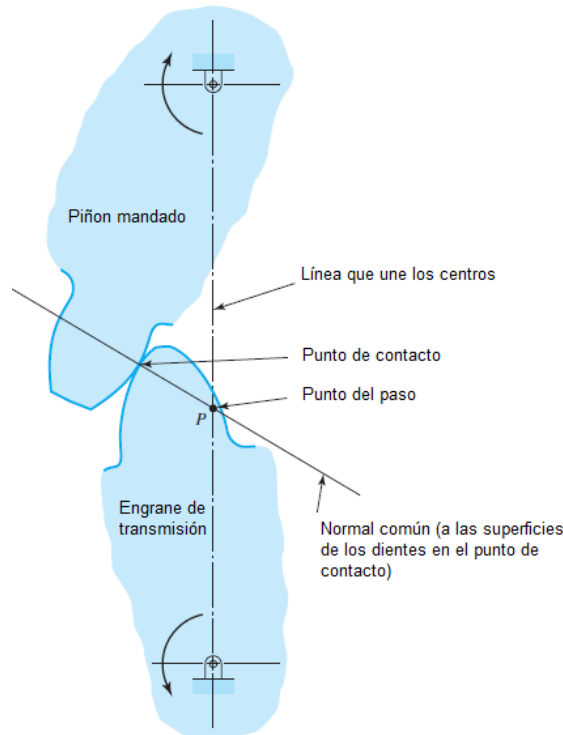 Piñon mandado
Línea que une los centros
Punto de contacto
Punto del paso
P
Engrane de
transmisión
Normal común (a las superficies
de los dientes en el punto de
contacto)